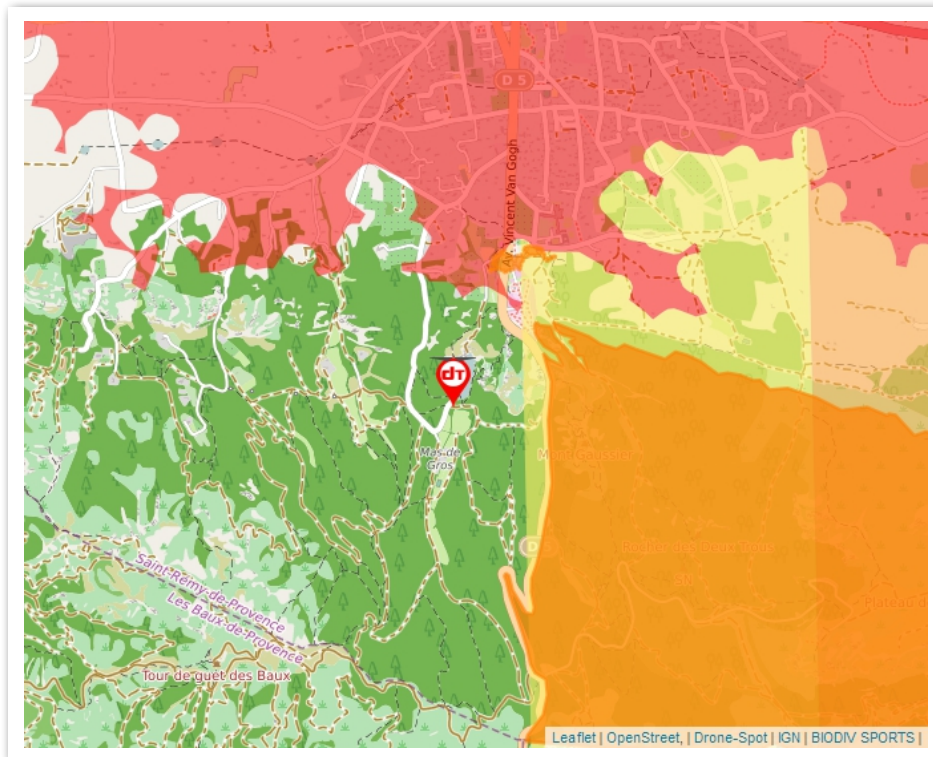 D 5
Av. Vincent Van Gogh
dT
Mas de
Gros
Mont Gaussier
D
Rocher des Deux Trous
SN
Plateau d
Saint-Rémy-de-Provence
Les Baux-de-Provence
Tour de guet des Baux
Leaflet | OpenStreet, | Drone-Spot | IGN | BIODIV SPORTS |